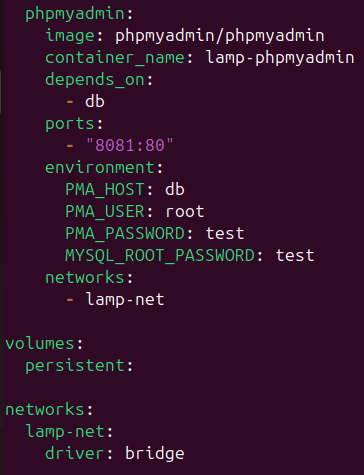 phpmyadmin:
image: phpmyadmin/phpmyadmin
container_name: lamp-phpmyadmin
depends_on:
- db
ports:
- "8081:80"
environment:
PMA_HOST: db
PMA_USER: root
PMA_PASSWORD: test
MYSQL_ROOT_PASSWORD: test
networks:
- lamp-net
volumes:
persistent:
networks:
lamp-net:
driver: bridge